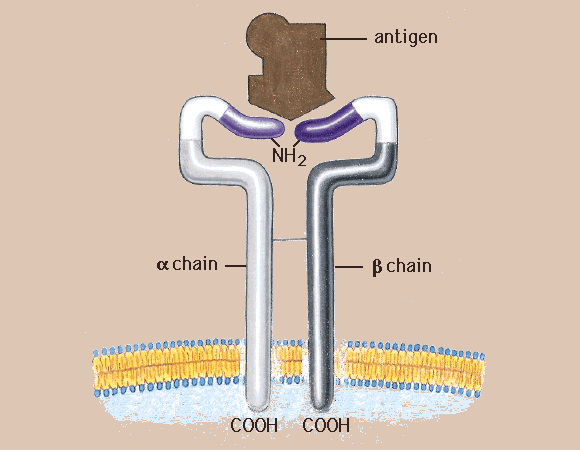 antigen
NH2
α chain
β chain
COOH
COOH